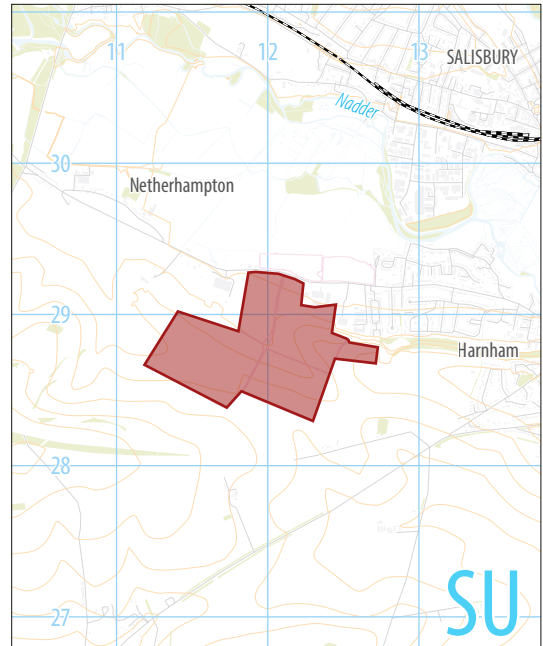 11
12
13
SALISBURY
Nadder
30
Netherhampton
29
Harnham
28
27
SU